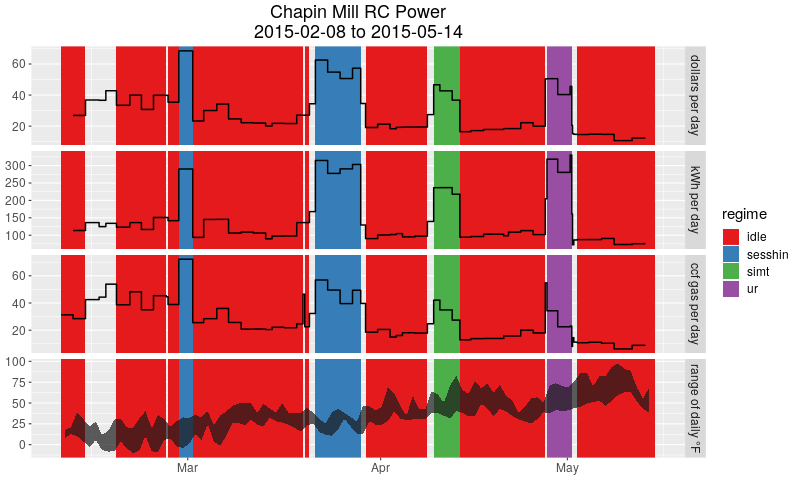 Chapin Mill RC Power
2015-02-08 to 2015-05-14
60
40
20
dollars per day
300
250
200
150
100
kWh per day
60
40
20
ccf gas per day
100
75
50
25
0
range of daily °F
Mar
Apr
May
regime
idle
sesshin
simt
ur